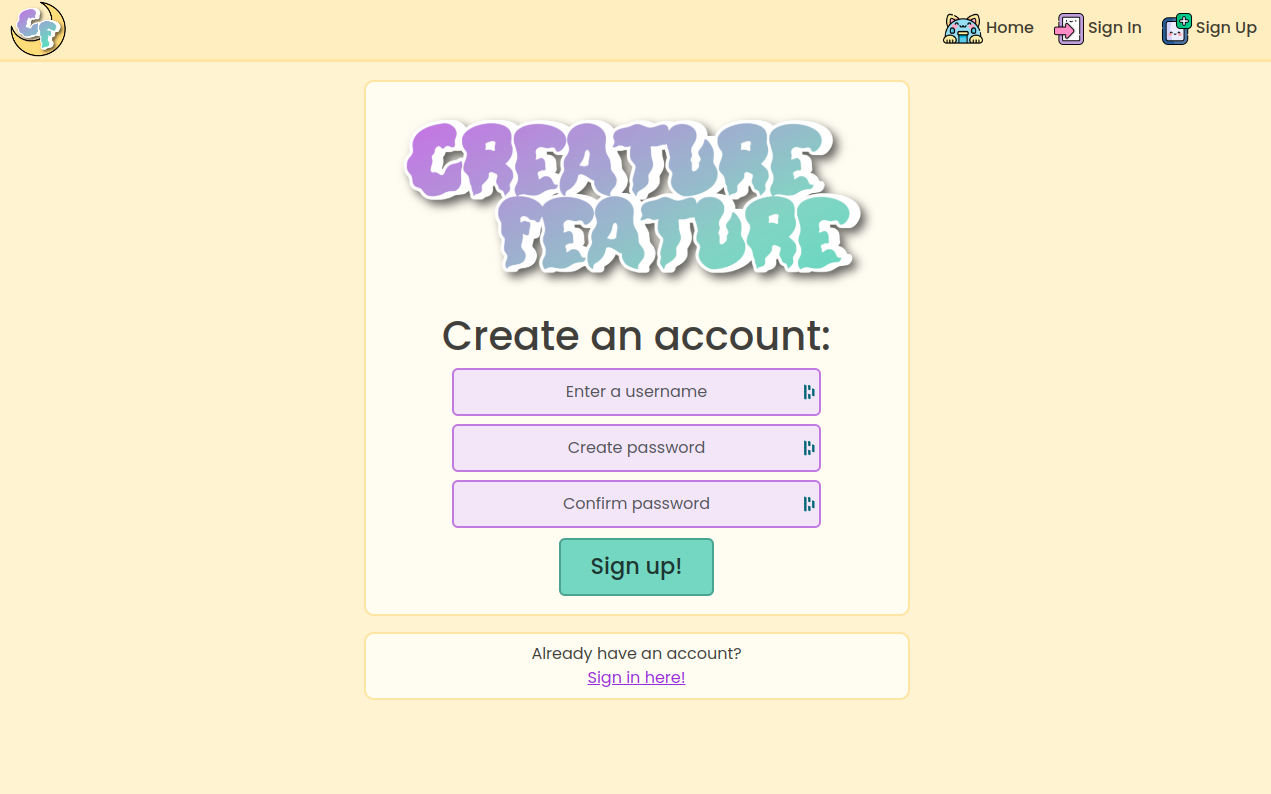 CF
Home
Sign In
Sign Up
CREATURE
FEATURE
Create an account:
Enter a username
Create password
Confirm password
Sign up!
Already have an account?
Sign in here!